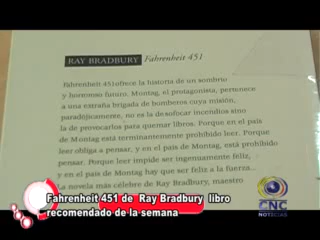 RAY BRADBURY Fahrenheit 451
Fahrenheit 451 ofrece la historia de un sombrío
y horroroso futuro. Montag, el protagonista, pertenece
a una extraña brigada de bomberos cuya misión,
paradójicamente, no es la de sofocar incendios sino
la de provocarlos para quemar libros. Porque en el país
de Montag está terminantemente prohibido leer. Porque
leer obliga a pensar, y en el país de Montag, está prohibido
pensar. Porque leer impide ser ingenuamente feliz,
y en el país de Montag hay que ser feliz a la fuerza...
La novela más célebre de Ray Bradbury, maestro
Fahrenheit 451 de Ray Bradbury libro
recomendado de la semana
CNC
NOTICIAS